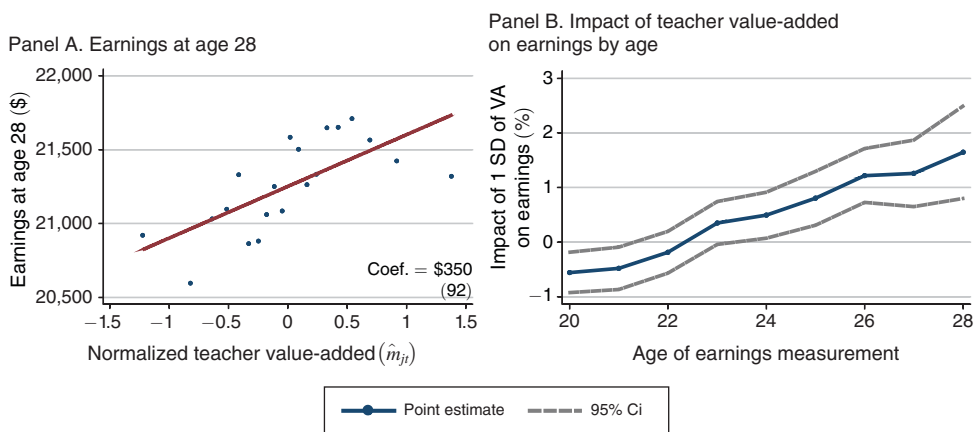 Panel A. Earnings at age 28
Earnings at age 28 ($)
22,000
21,500
21,000
20,500
Coef. = $350
(92)
−1.5 −1 −0.5 0 0.5 1 1.5
Normalized teacher value-added (m̂jt)
Panel B. Impact of teacher value-added
on earnings by age
Impact of 1 SD of VA
on earnings (%)
3
2
1
0
−1
20 22 24 26 28
Age of earnings measurement
Point estimate 95% Ci